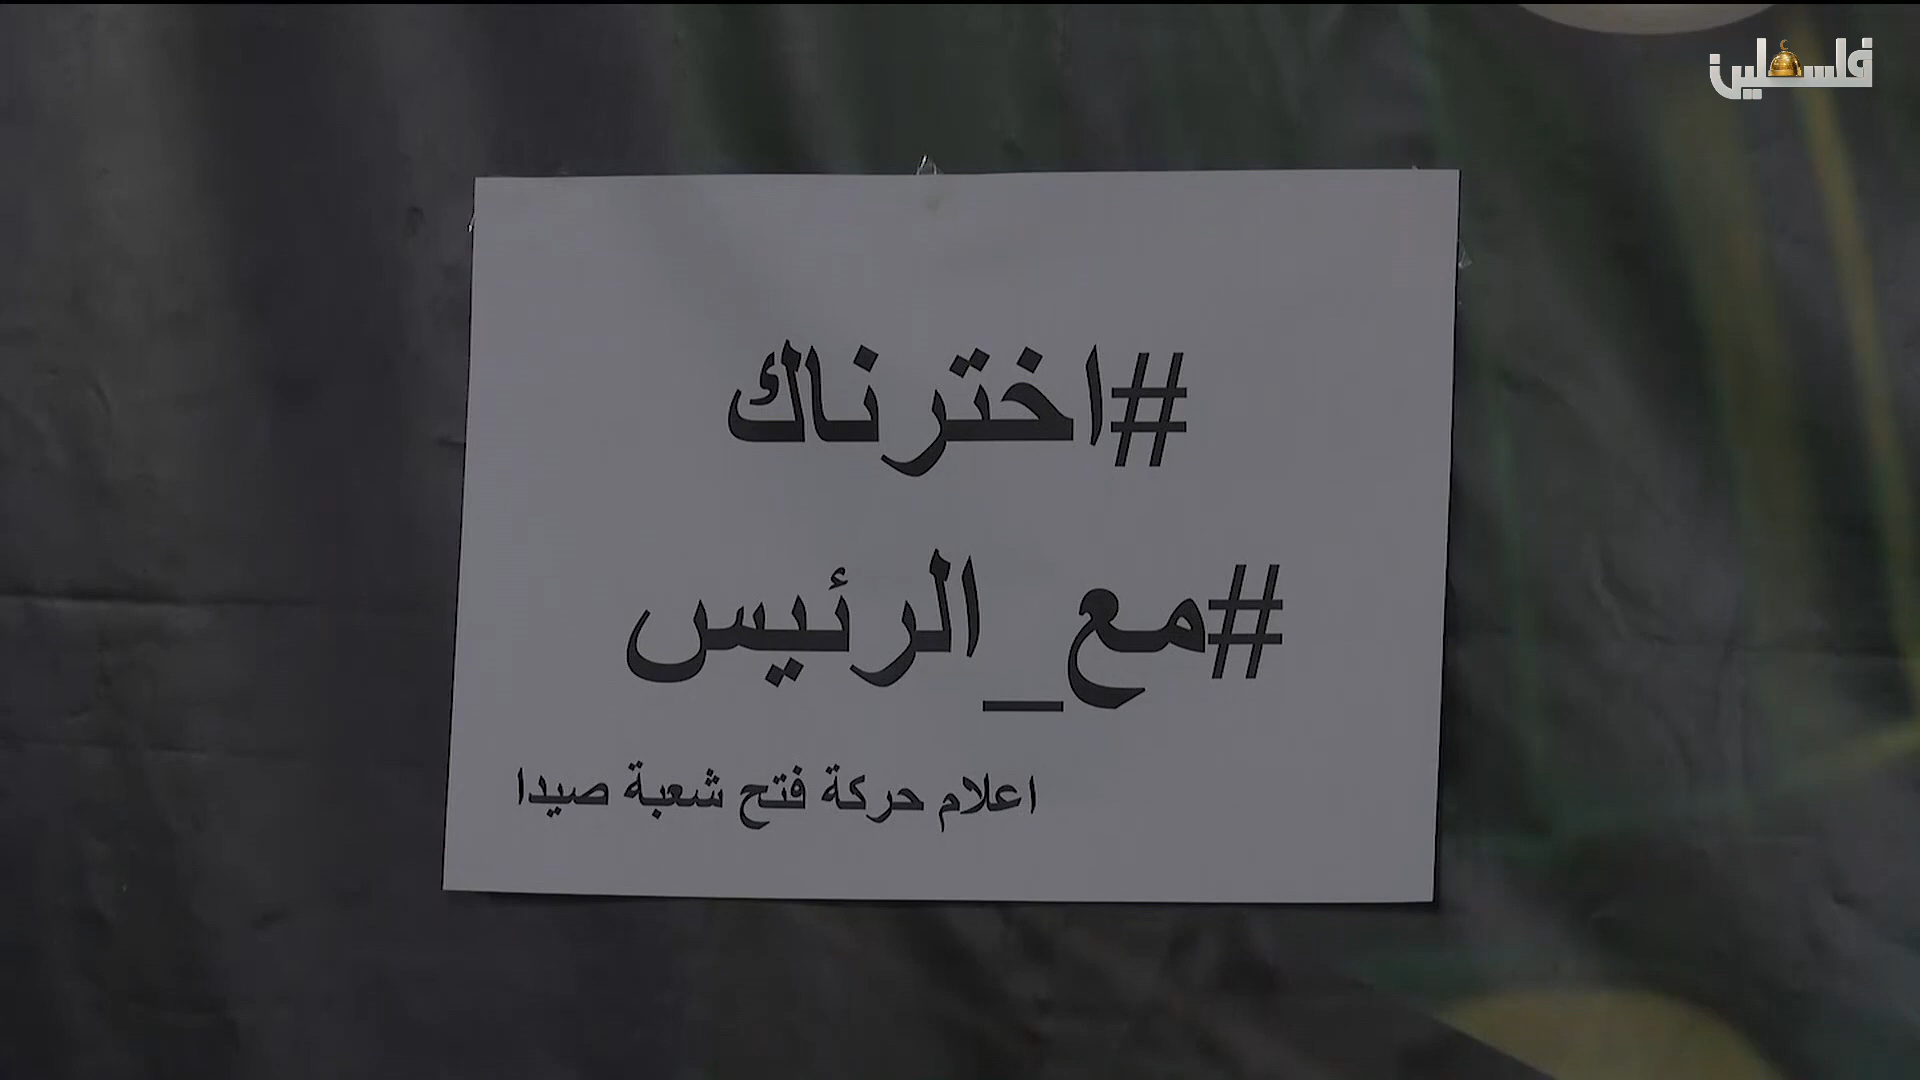 فلسطين
#اخترناك
#مع_الرئيس
اعلام حركة فتح شعبة صيدا